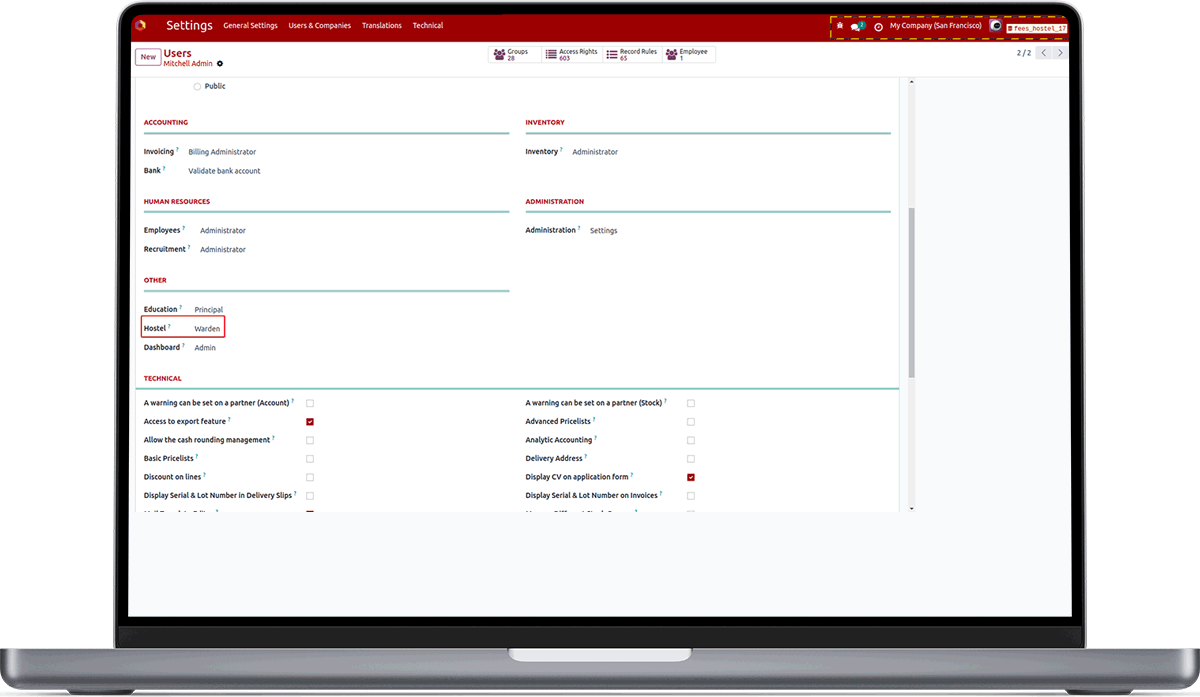 Settings General Settings Users & Companies Translations Technical My Company (San Francisco) fees_hostel_17
New Users Groups 28 Access Rights 603 Record Rules 65 Employee 1 2 / 2
Mitchell Admin
Public
ACCOUNTING INVENTORY
Invoicing ? Billing Administrator Inventory ? Administrator
Bank ? Validate bank account
HUMAN RESOURCES ADMINISTRATION
Employees ? Administrator Administration ? Settings
Recruitment ? Administrator
OTHER
Education ? Principal
Hostel ? Warden
Dashboard ? Admin
TECHNICAL
A warning can be set on a partner (Account) ? A warning can be set on a partner (Stock) ?
Access to export feature ? Advanced Pricelists ?
Allow the cash rounding management ? Analytic Accounting ?
Basic Pricelists ? Delivery Address ?
Discount on lines ? Display CV on application form ?
Display Serial & Lot Number in Delivery Slips ? Display Serial & Lot Number on Invoices ?